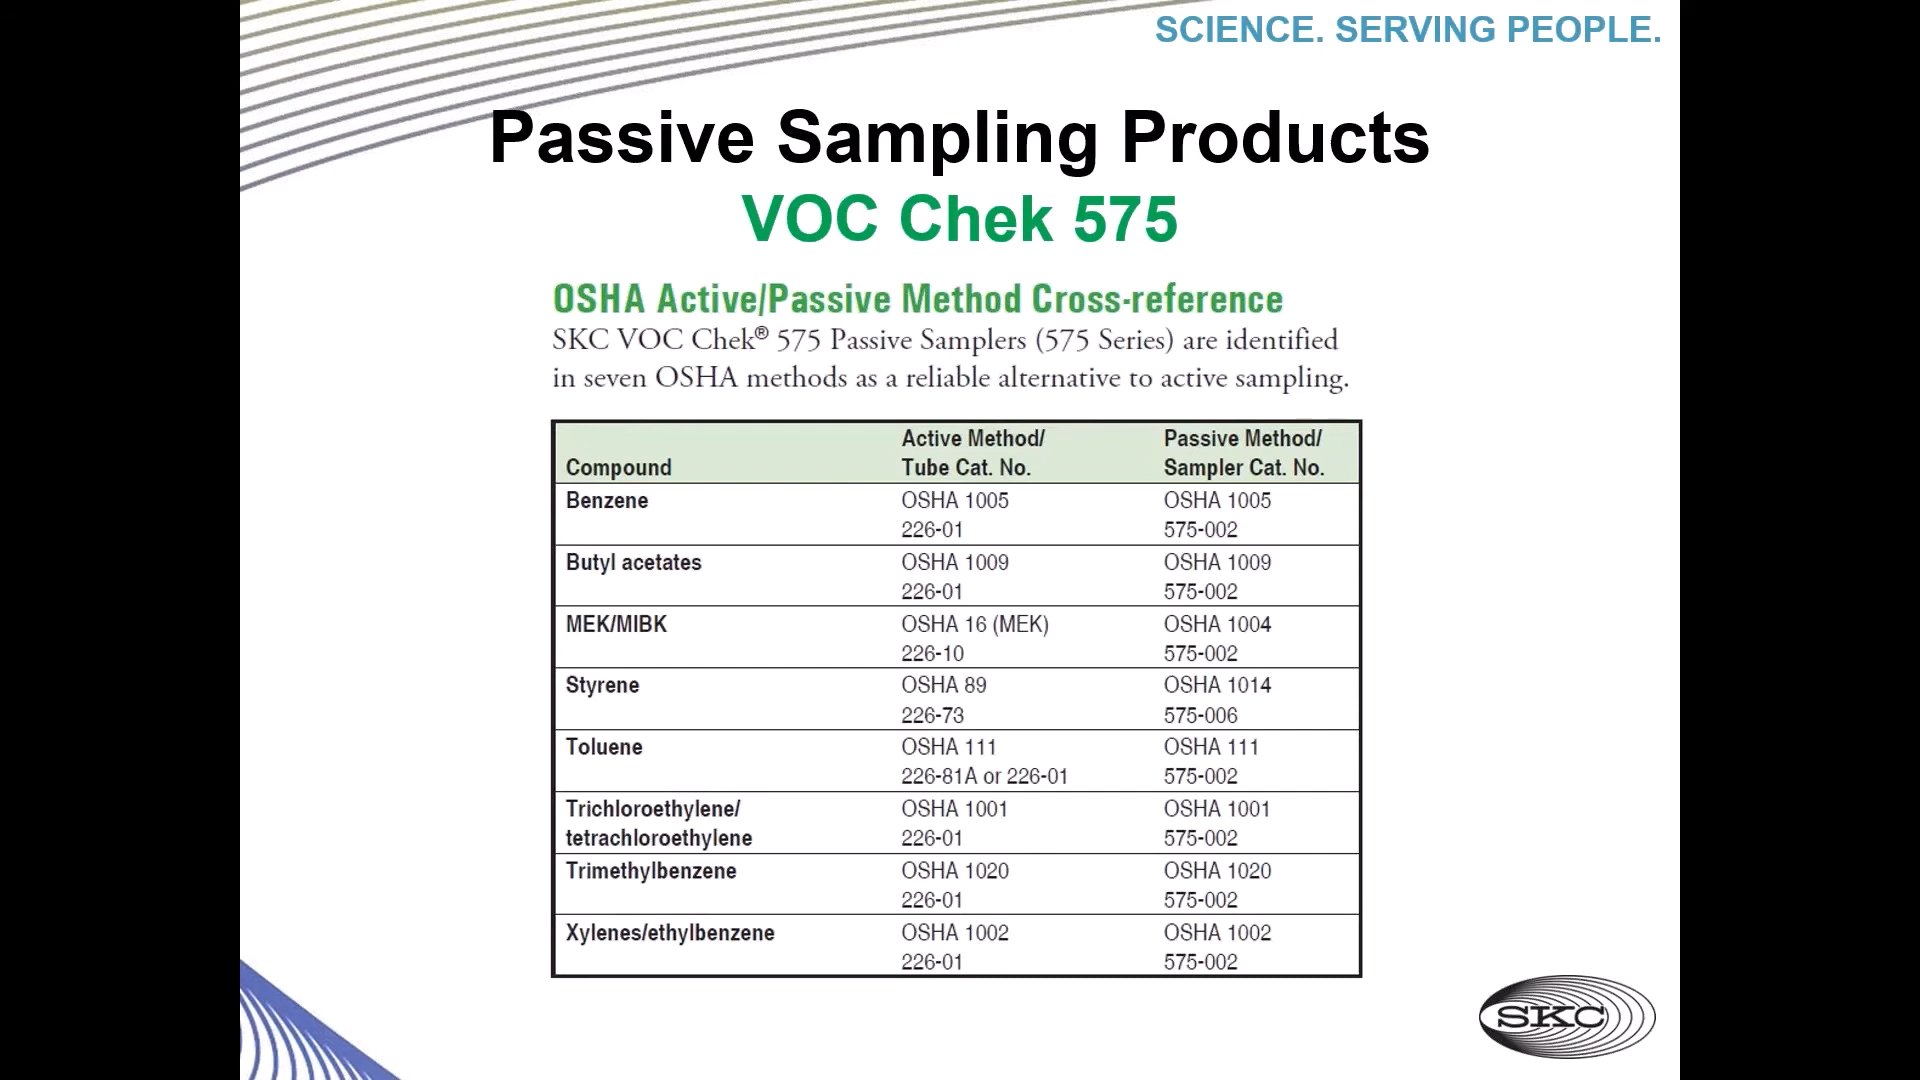 SCIENCE. SERVING PEOPLE.
Passive Sampling Products
VOC Chek 575
OSHA Active/Passive Method Cross-reference
SKC VOC Chek® 575 Passive Samplers (575 Series) are identified
in seven OSHA methods as a reliable alternative to active sampling.
Active Method/ Passive Method/
Compound Tube Cat. No. Sampler Cat. No.
Benzene OSHA 1005 OSHA 1005
226-01 575-002
Butyl acetates OSHA 1009 OSHA 1009
226-01 575-002
MEK/MIBK OSHA 16 (MEK) OSHA 1004
226-10 575-002
Styrene OSHA 89 OSHA 1014
226-73 575-006
Toluene OSHA 111 OSHA 111
226-81A or 226-01 575-002
Trichloroethylene/ OSHA 1001 OSHA 1001
tetrachloroethylene 226-01 575-002
Trimethylbenzene OSHA 1020 OSHA 1020
226-01 575-002
Xylenes/ethylbenzene OSHA 1002 OSHA 1002
226-01 575-002
SKC